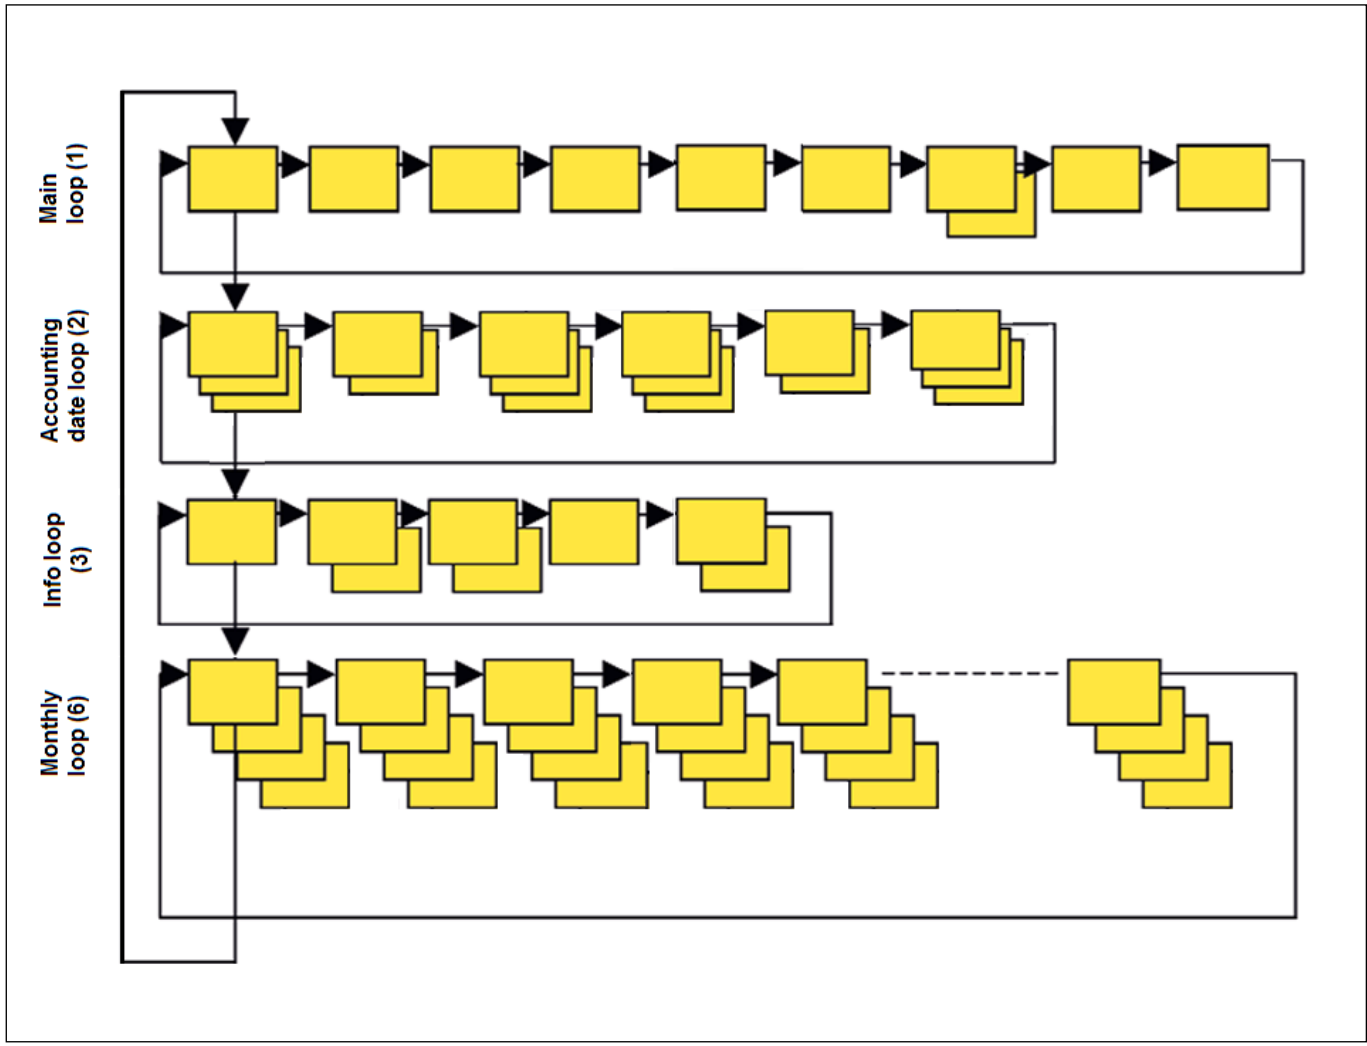 Main
loop (1)
Accounting
date loop (2)
Info loop
(3)
Monthly
loop (6)